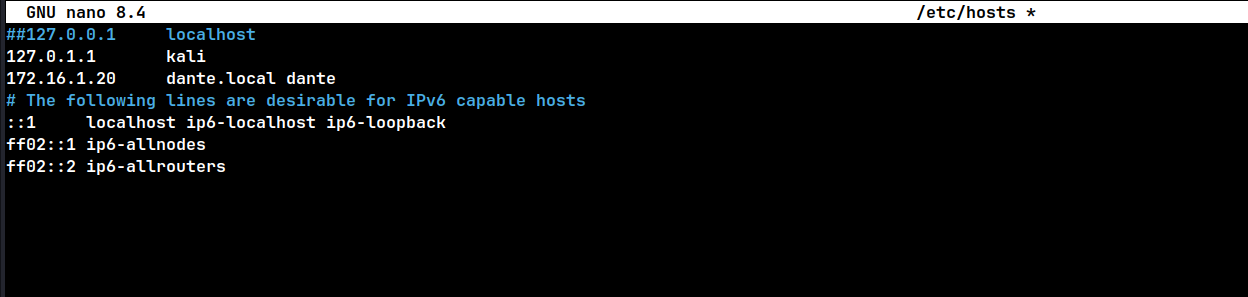 GNU nano 8.4 /etc/hosts *
##127.0.0.1 localhost
127.0.1.1 kali
172.16.1.20 dante.local dante
# The following lines are desirable for IPv6 capable hosts
::1 localhost ip6-localhost ip6-loopback
ff02::1 ip6-allnodes
ff02::2 ip6-allrouters